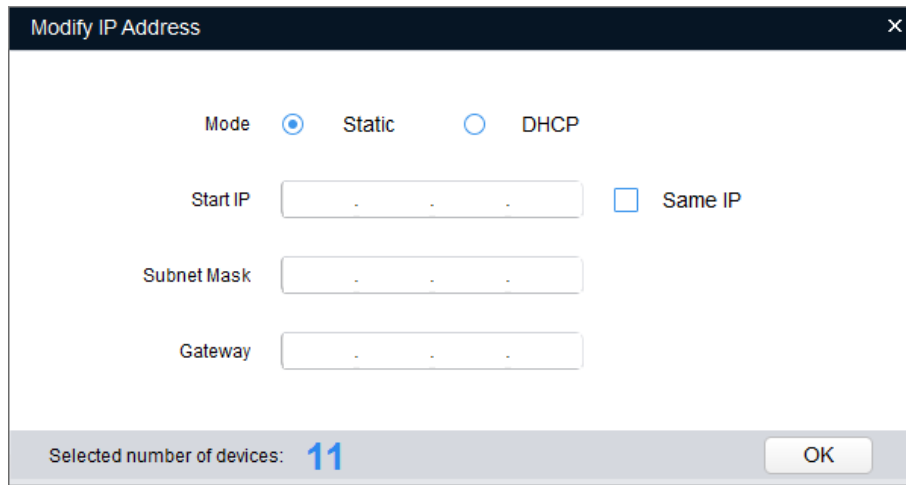 Modify IP Address ×
Mode Static DHCP
Start IP . . . Same IP
Subnet Mask . . .
Gateway . . .
Selected number of devices: 11 OK